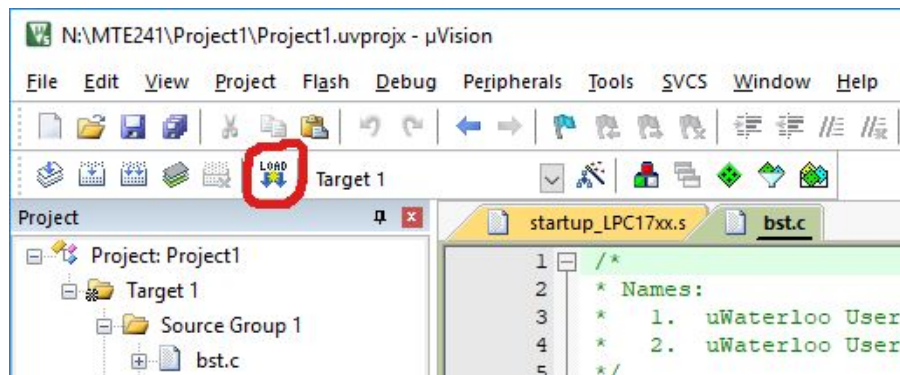 N:\MTE241\Project1\Project1.uvprojx - µVision
File Edit View Project Flash Debug Peripherals Tools SVCS Window Help
LOAD Target 1
Project
startup_LPC17xx.s bst.c
Project: Project1
Target 1
Source Group 1
bst.c
1 /*
2 * Names:
3 * 1. uWaterloo User
4 * 2. uWaterloo User
5 */